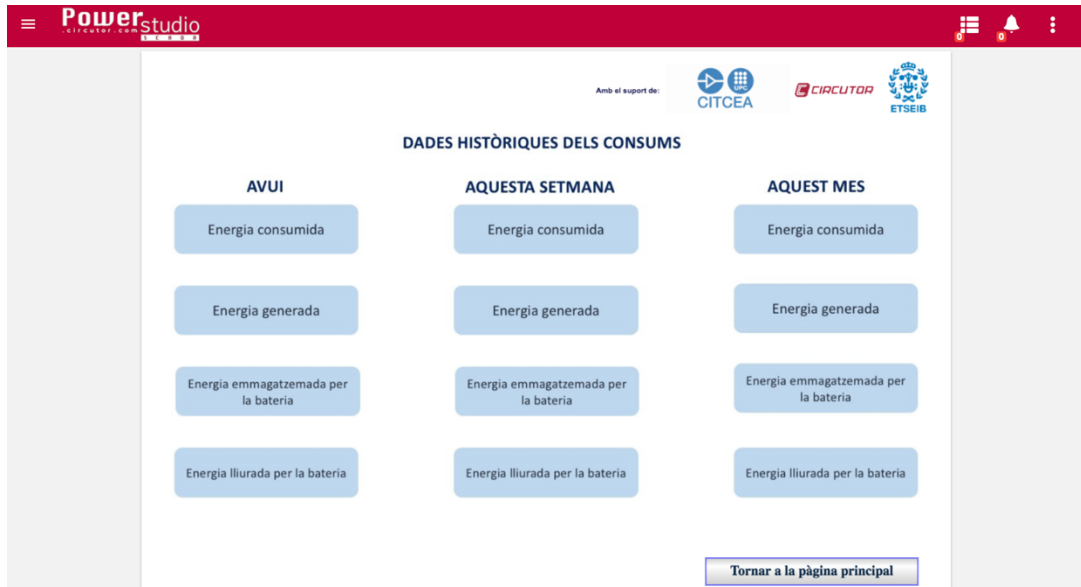 Powerstudio
.circutor.com
SCADA
0
0
Amb el suport de:
UPC
CITCEA
CIRCUTOR
ETSEIB
DADES HISTÒRIQUES DELS CONSUMS
AVUI
AQUESTA SETMANA
AQUEST MES
Energia consumida
Energia consumida
Energia consumida
Energia generada
Energia generada
Energia generada
Energia emmagatzemada per
la bateria
Energia emmagatzemada per
la bateria
Energia emmagatzemada per
la bateria
Energia lliurada per la bateria
Energia lliurada per la bateria
Energia lliurada per la bateria
Tornar a la pàgina principal